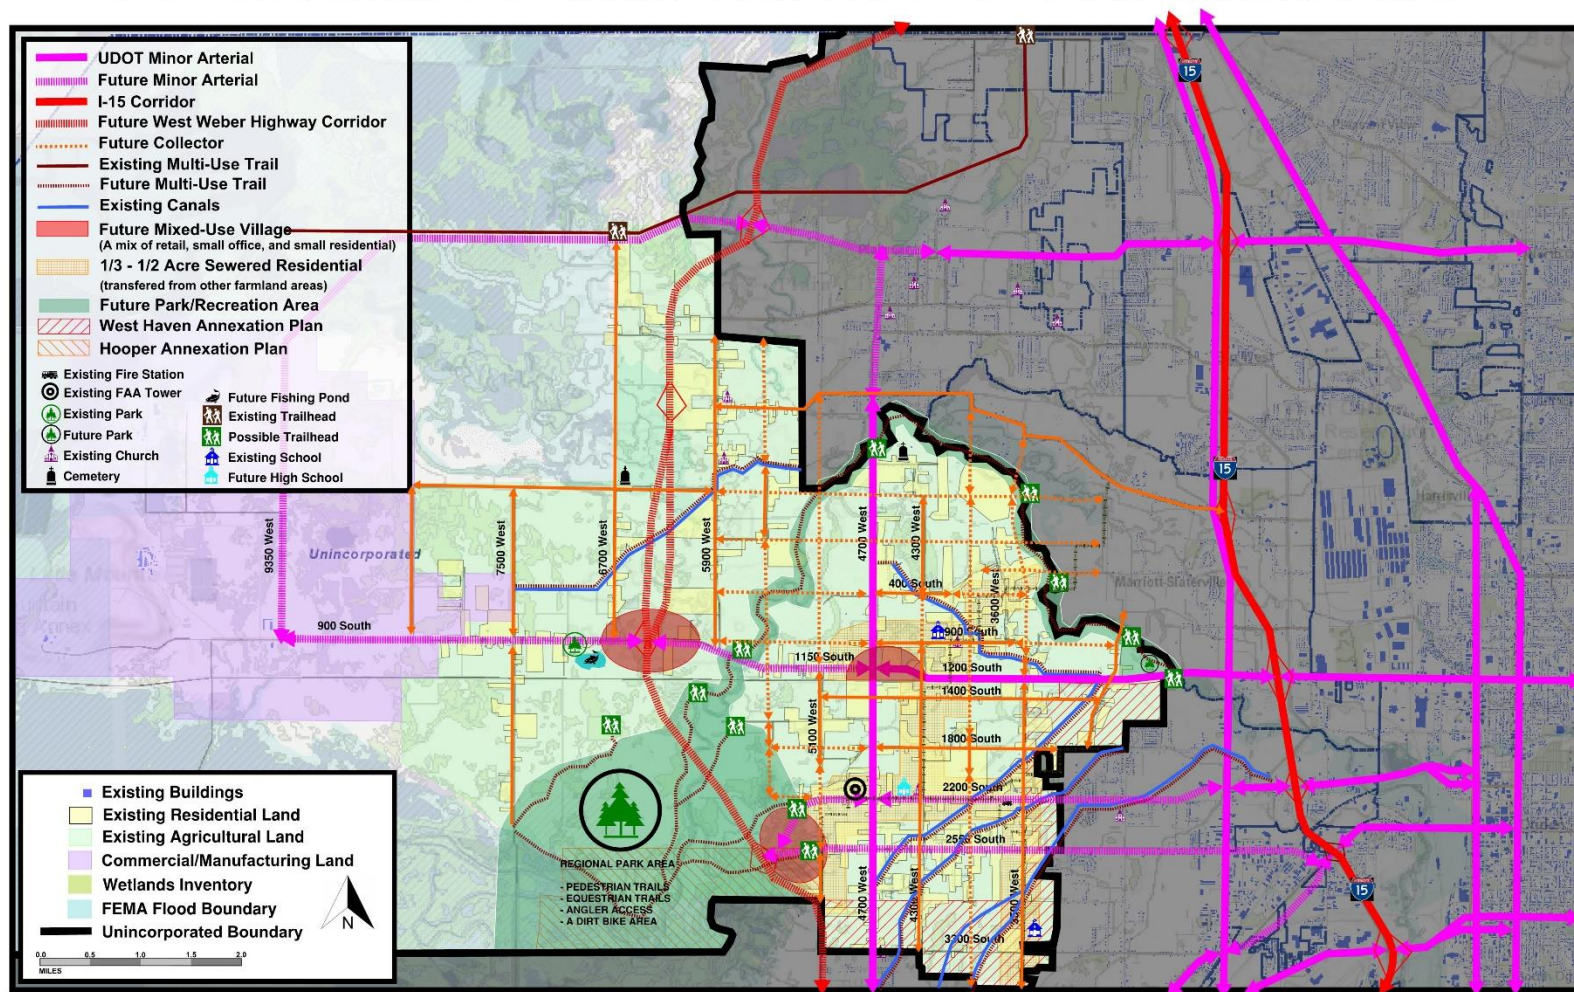 UDOT Minor Arterial
Future Minor Arterial
I-15 Corridor
Future West Weber Highway Corridor
Future Collector
Existing Multi-Use Trail
Future Multi-Use Trail
Existing Canals
Future Mixed-Use Village
(A mix of retail, small office, and small residential)
1/3 - 1/2 Acre Sewered Residential
(transfered from other farmland areas)
Future Park/Recreation Area
West Haven Annexation Plan
Hooper Annexation Plan
Existing Fire Station
Existing FAA Tower
Existing Park
Future Park
Existing Church
Cemetery
Future Fishing Pond
Existing Trailhead
Possible Trailhead
Existing School
Future High School
15
15
15
9350 West
Unincorporated
7500 West
6700 West
5900 West
4700 West
4300 West
400 South
3600 West
Marriott-Slaterville
900 South
900 South
1150 South
1200 South
1400 South
5100 West
1800 South
2200 South
2550 South
4700 West
4300 West
3500 West
3300 South
REGIONAL PARK AREA
- PEDESTRIAN TRAILS
- EQUESTRIAN TRAILS
- ANGLER ACCESS
- A DIRT BIKE AREA
Existing Buildings
Existing Residential Land
Existing Agricultural Land
Commercial/Manufacturing Land
Wetlands Inventory
FEMA Flood Boundary
Unincorporated Boundary
N
0.0 0.5 1.0 1.5 2.0
MILES